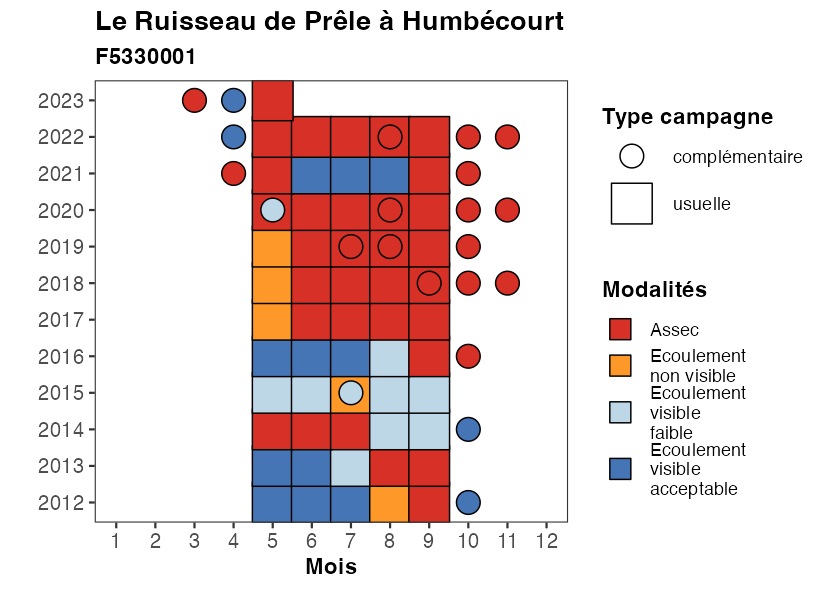 Le Ruisseau de Prêle à Humbécourt
F5330001
2023
2022
2021
2020
2019
2018
2017
2016
2015
2014
2013
2012
1 2 3 4 5 6 7 8 9 10 11 12
Mois
Type campagne
complémentaire
usuelle
Modalités
Assec
Ecoulement
non visible
Ecoulement
visible
faible
Ecoulement
visible
acceptable